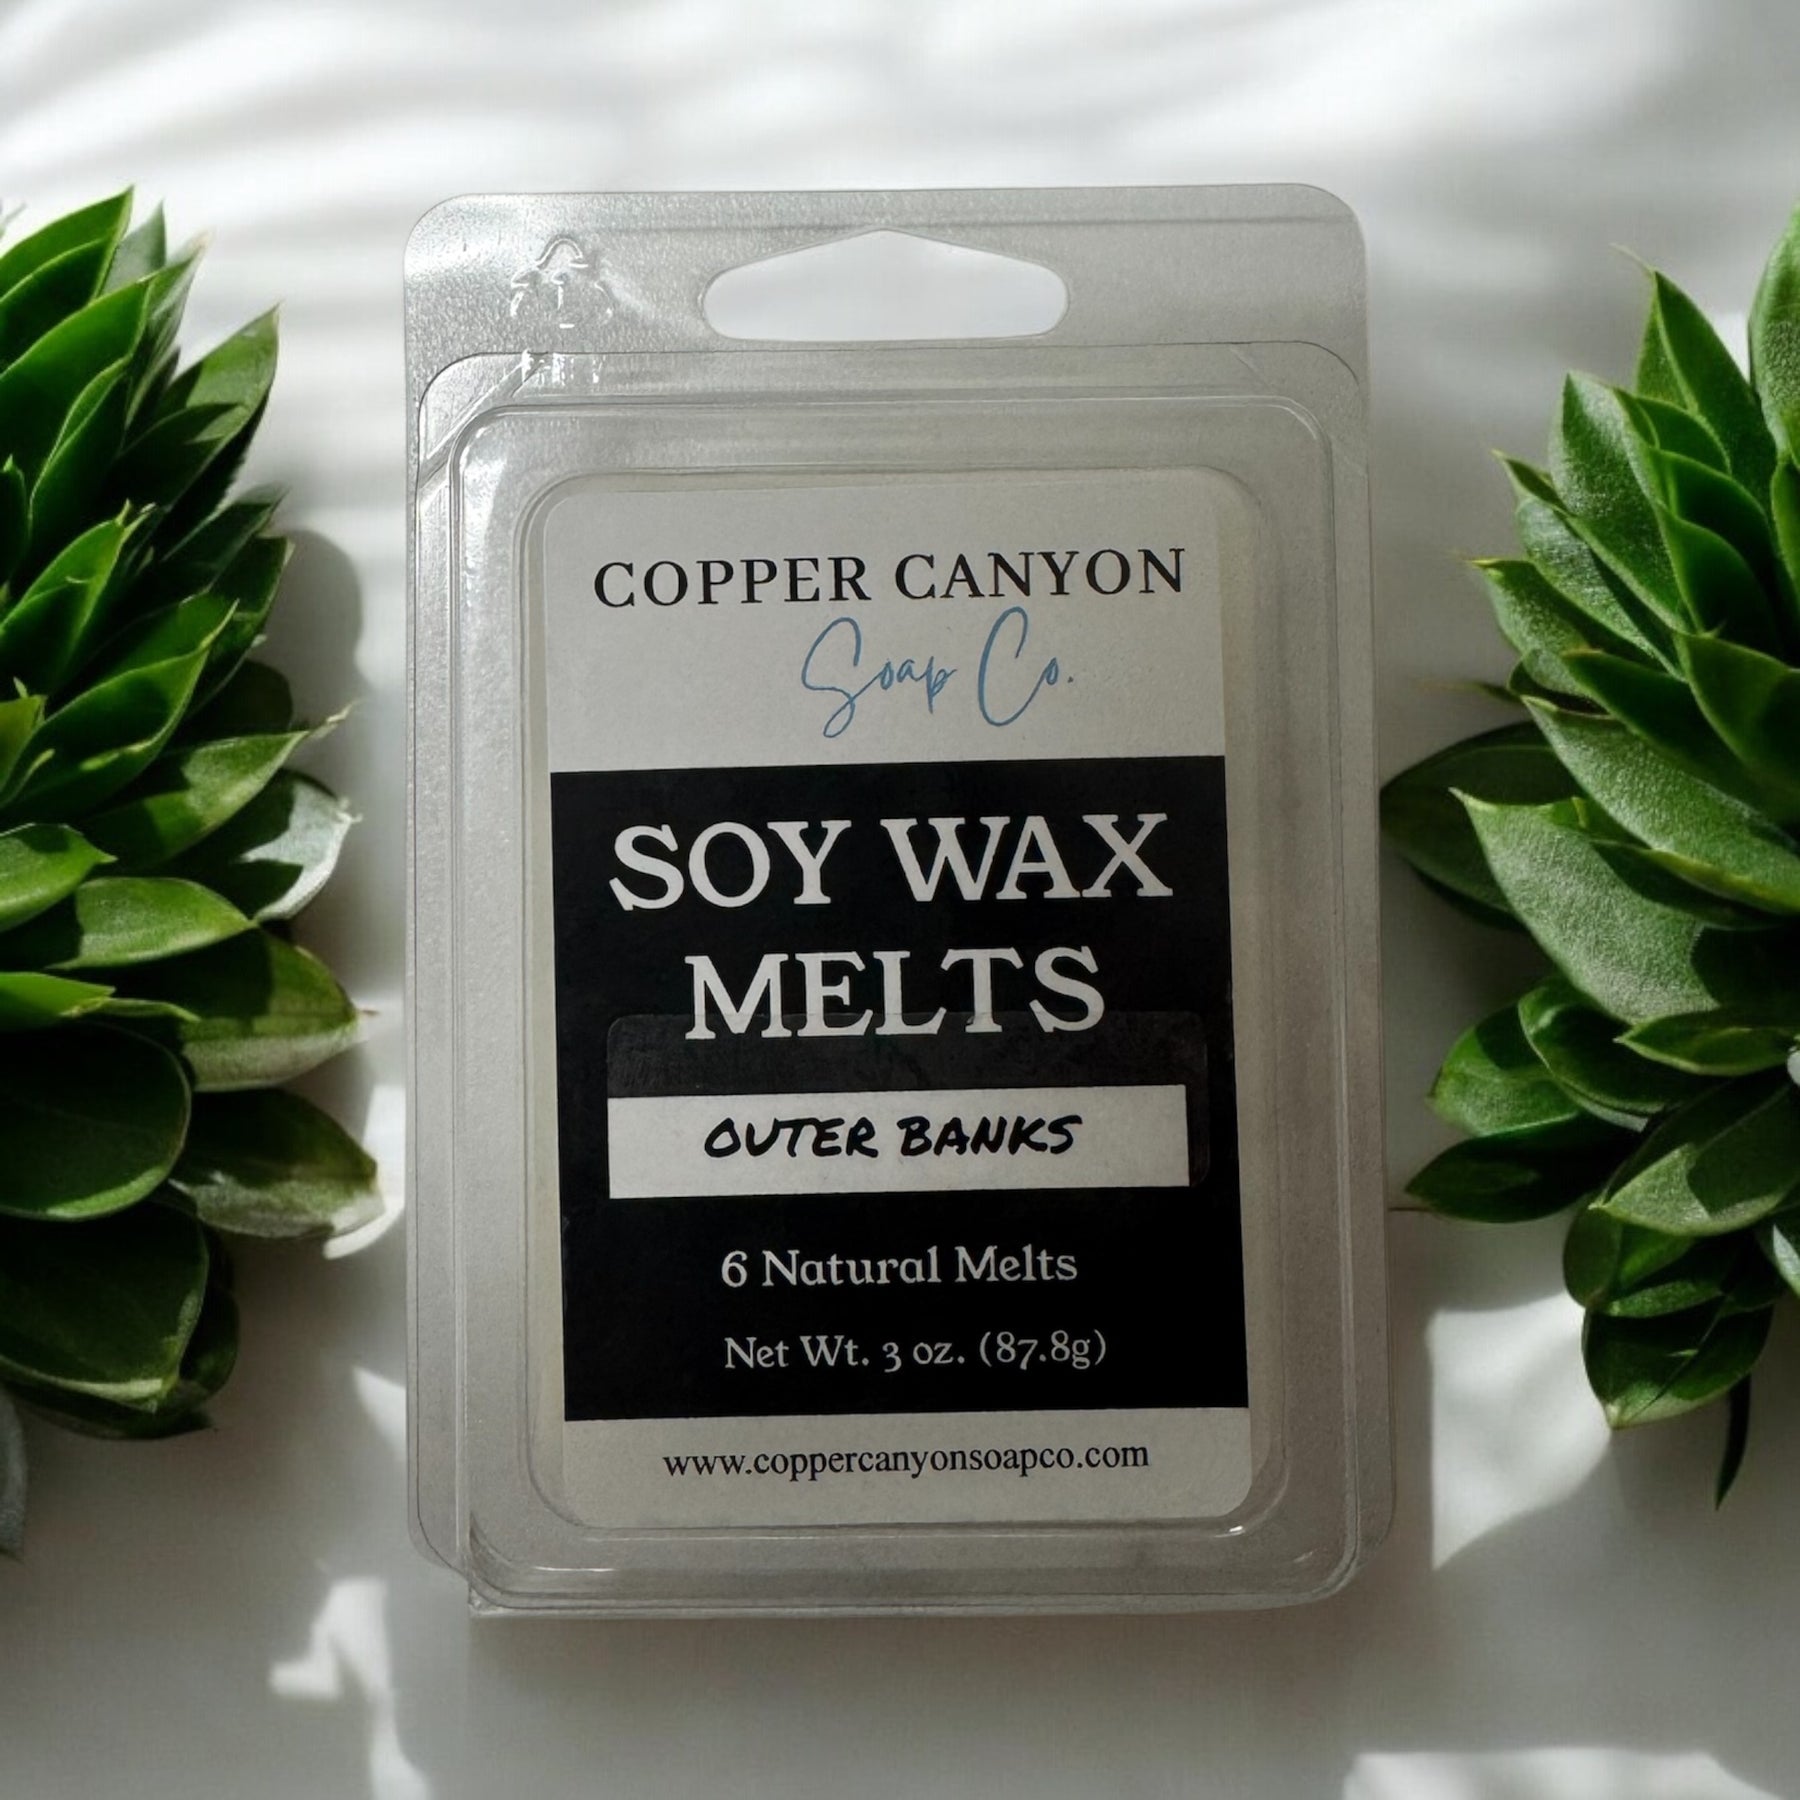 COPPER CANYON
Soap Co.
SOY WAX
MELTS
OUTER BANKS
6 Natural Melts
Net Wt. 3 oz. (87.8g)
www.coppercanyonsoapco.com